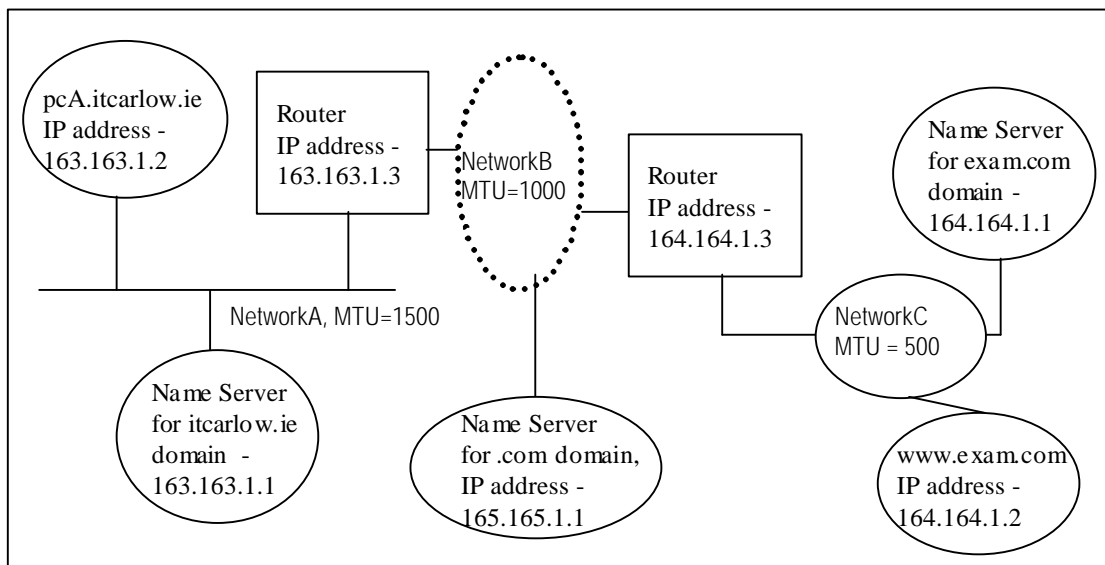 pcA.itcarlow.ie
IP address -
163.163.1.2
Router
IP address -
163.163.1.3
NetworkB
MTU=1000
Router
IP address -
164.164.1.3
Name Server
for exam.com
domain -
164.164.1.1
NetworkA, MTU=1500
NetworkC
MTU = 500
Name Server
for itcarlow.ie
domain -
163.163.1.1
Name Server
for .com domain,
IP address -
165.165.1.1
www.exam.com
IP address -
164.164.1.2